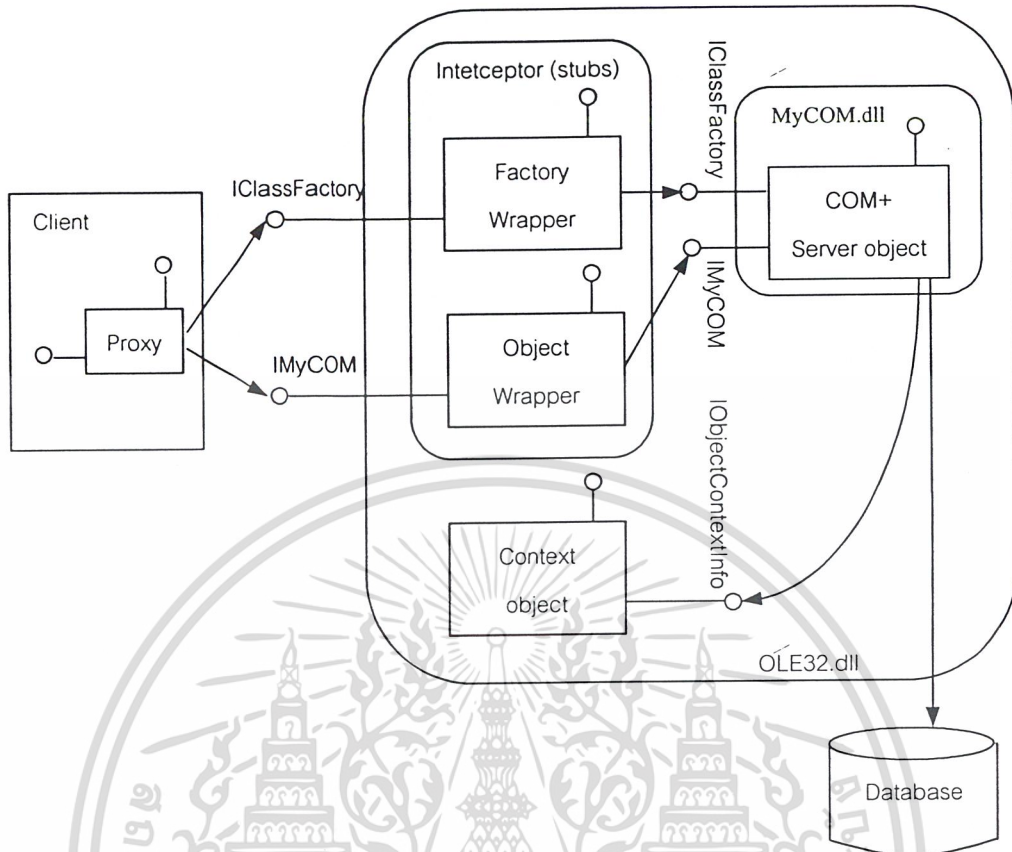 Intetceptor (stubs)
IClassFactory
MyCOM.dll
Factory
Wrapper
COM+
Server object
IClassFactory
Client
Proxy
IMyCOM
Object
Wrapper
IMyCOM
IObjectContextInfo
Context
object
OLE32.dll
Database